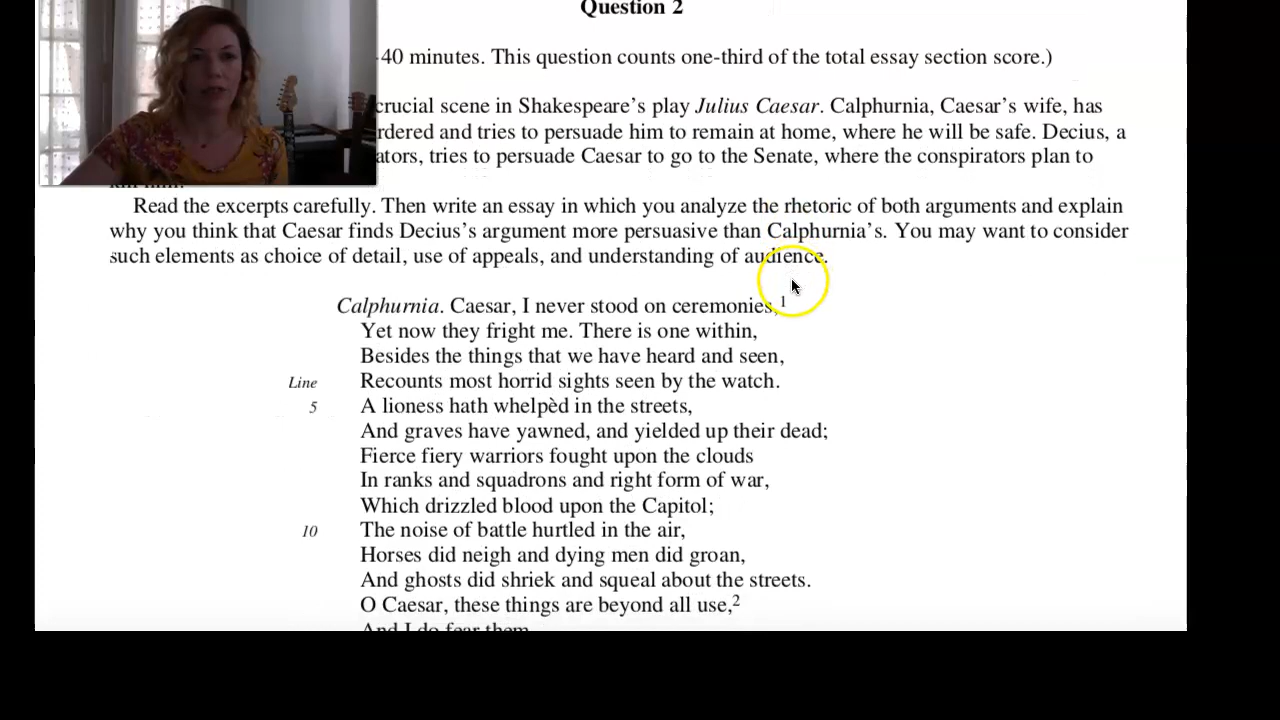 Question 2
40 minutes. This question counts one-third of the total essay section score.)
crucial scene in Shakespeare's play Julius Caesar. Calphurnia, Caesar's wife, has
rdered and tries to persuade him to remain at home, where he will be safe. Decius, a
ators, tries to persuade Caesar to go to the Senate, where the conspirators plan to
Read the excerpts carefully. Then write an essay in which you analyze the rhetoric of both arguments and explain
why you think that Caesar finds Decius's argument more persuasive than Calphurnia's. You may want to consider
such elements as choice of detail, use of appeals, and understanding of audience.
Calphurnia. Caesar, I never stood on ceremonies,1
Yet now they fright me. There is one within,
Besides the things that we have heard and seen,
Line Recounts most horrid sights seen by the watch.
5 A lioness hath whelpèd in the streets,
And graves have yawned, and yielded up their dead;
Fierce fiery warriors fought upon the clouds
In ranks and squadrons and right form of war,
Which drizzled blood upon the Capitol;
10 The noise of battle hurtled in the air,
Horses did neigh and dying men did groan,
And ghosts did shriek and squeal about the streets.
O Caesar, these things are beyond all use,2
And I do fear them